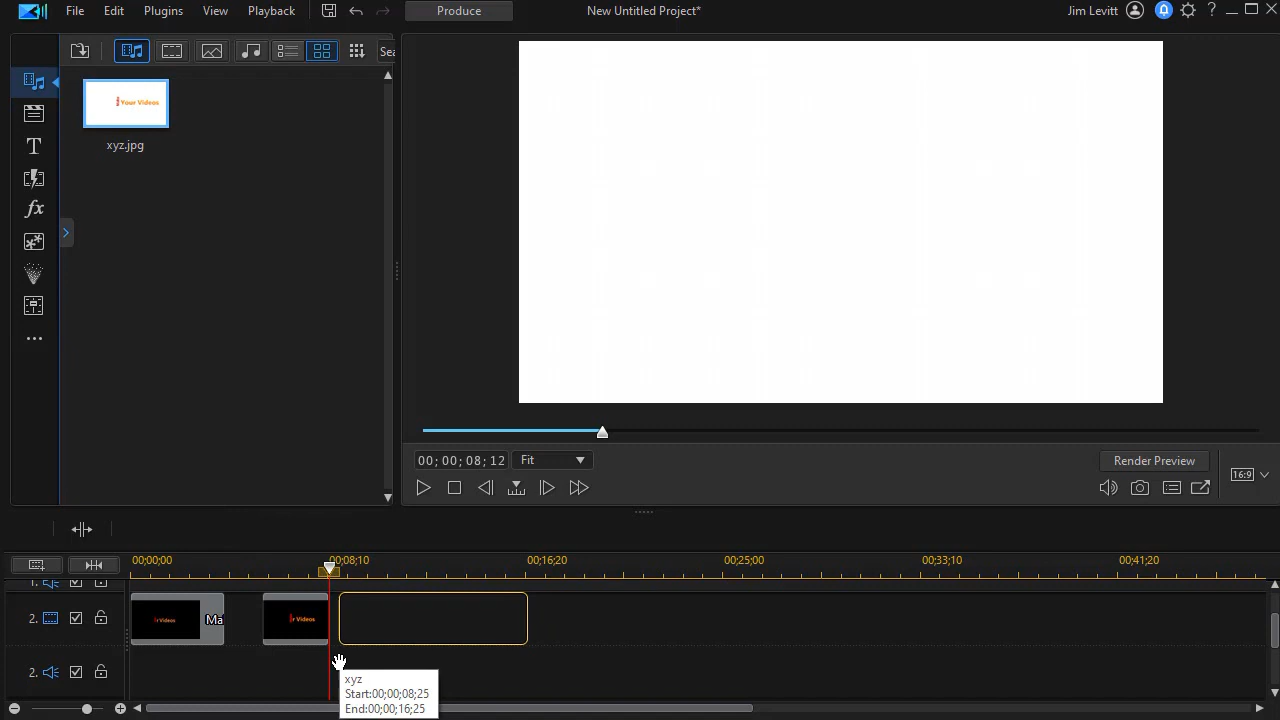 File Edit Plugins View Playback Produce New Untitled Project* Jim Levitt ?
Sea
Your Videos
xyz.jpg
T
fx
00; 00; 08; 12 Fit Render Preview 16:9
00;00;00 00;08;10 00;16;20 00;25;00 00;33;10 00;41;20
1.
2. r Videos Ma r Videos
2.
xyz
Start:00;00;08;25
End:00;00;16;25